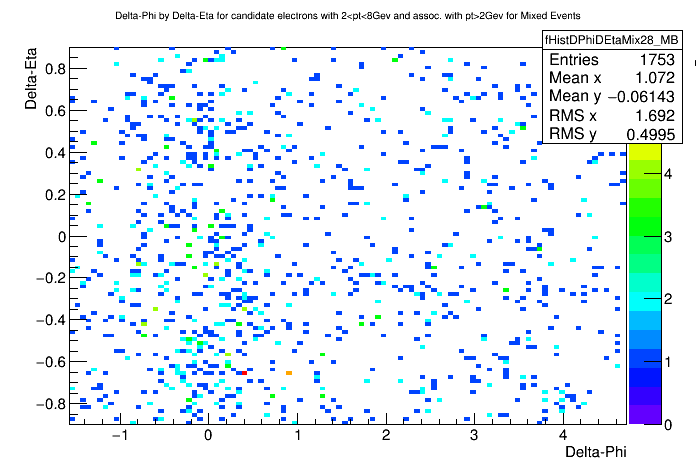 Delta-Phi by Delta-Eta for candidate electrons with 2<pt<8Gev and assoc. with pt>2Gev for Mixed Events
fHistDPhiDEtaMix28_MB
Entries 1753
Mean x 1.072
Mean y −0.06143
RMS x 1.692
RMS y 0.4995
Delta-Eta
0.8
0.6
0.4
0.2
0
−0.2
−0.4
−0.6
−0.8
−1 0 1 2 3 4
Delta-Phi
4
3
2
1
0